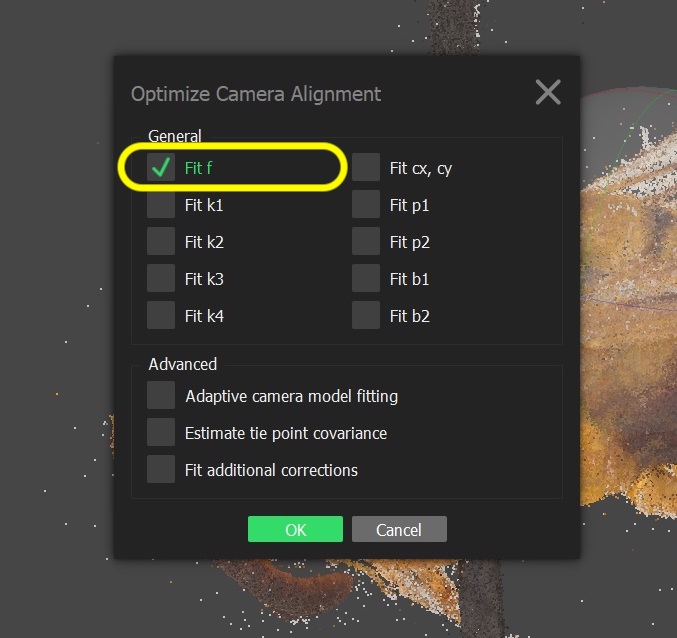 Optimize Camera Alignment
General
Fit f
Fit cx, cy
Fit k1
Fit p1
Fit k2
Fit p2
Fit k3
Fit b1
Fit k4
Fit b2
Advanced
Adaptive camera model fitting
Estimate tie point covariance
Fit additional corrections
OK
Cancel